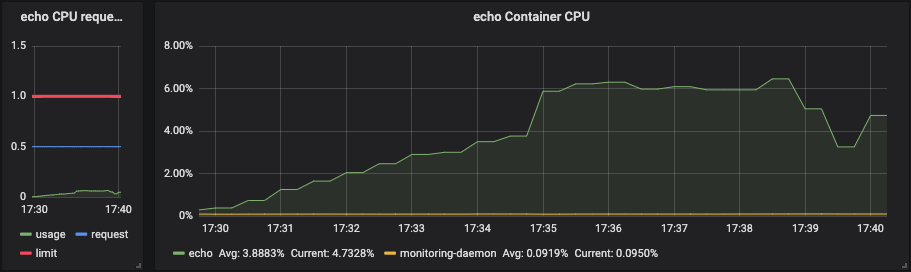 echo CPU reque...
1.5
1.0
0.5
0
17:30 17:40
usage request
limit
echo Container CPU
8.00%
6.00%
4.00%
2.00%
0%
17:30 17:31 17:32 17:33 17:34 17:35 17:36 17:37 17:38 17:39 17:40
echo Avg: 3.8883% Current: 4.7328% monitoring-daemon Avg: 0.0919% Current: 0.0950%